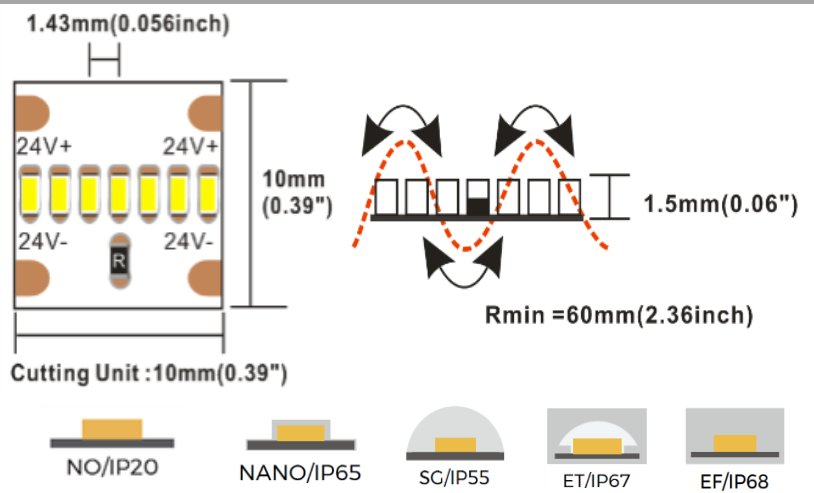 1.43mm(0.056inch)
24V+ 24V+
10mm
(0.39")
1.5mm(0.06")
24V- 24V-
R
Rmin =60mm(2.36inch)
Cutting Unit :10mm(0.39")
NO/IP20
NANO/IP65
SG/IP55
ET/IP67
EF/IP68